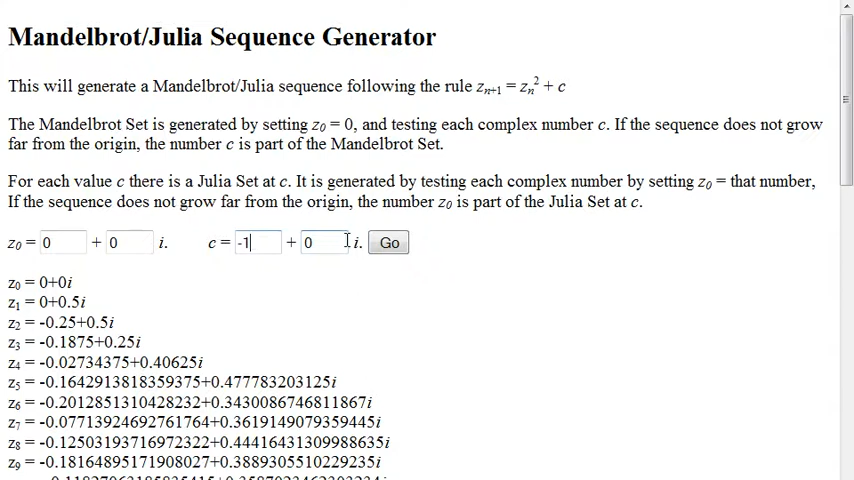 Mandelbrot/Julia Sequence Generator
This will generate a Mandelbrot/Julia sequence following the rule zₙ₊₁ = zₙ² + c
The Mandelbrot Set is generated by setting z₀ = 0, and testing each complex number c. If the sequence does not grow
far from the origin, the number c is part of the Mandelbrot Set.
For each value c there is a Julia Set at c. It is generated by testing each complex number by setting z₀ = that number,
If the sequence does not grow far from the origin, the number z₀ is part of the Julia Set at c.
z₀ = 0 + 0 i. c = -1 + 0 i. Go
z₀ = 0+0i
z₁ = 0+0.5i
z₂ = -0.25+0.5i
z₃ = -0.1875+0.25i
z₄ = -0.02734375+0.40625i
z₅ = -0.1642913818359375+0.477783203125i
z₆ = -0.2012851310428232+0.3430086746811867i
z₇ = -0.07713924692761764+0.3619149079359445i
z₈ = -0.12503193716972322+0.44416431309988635i
z₉ = -0.18164895171908027+0.3889305510229235i